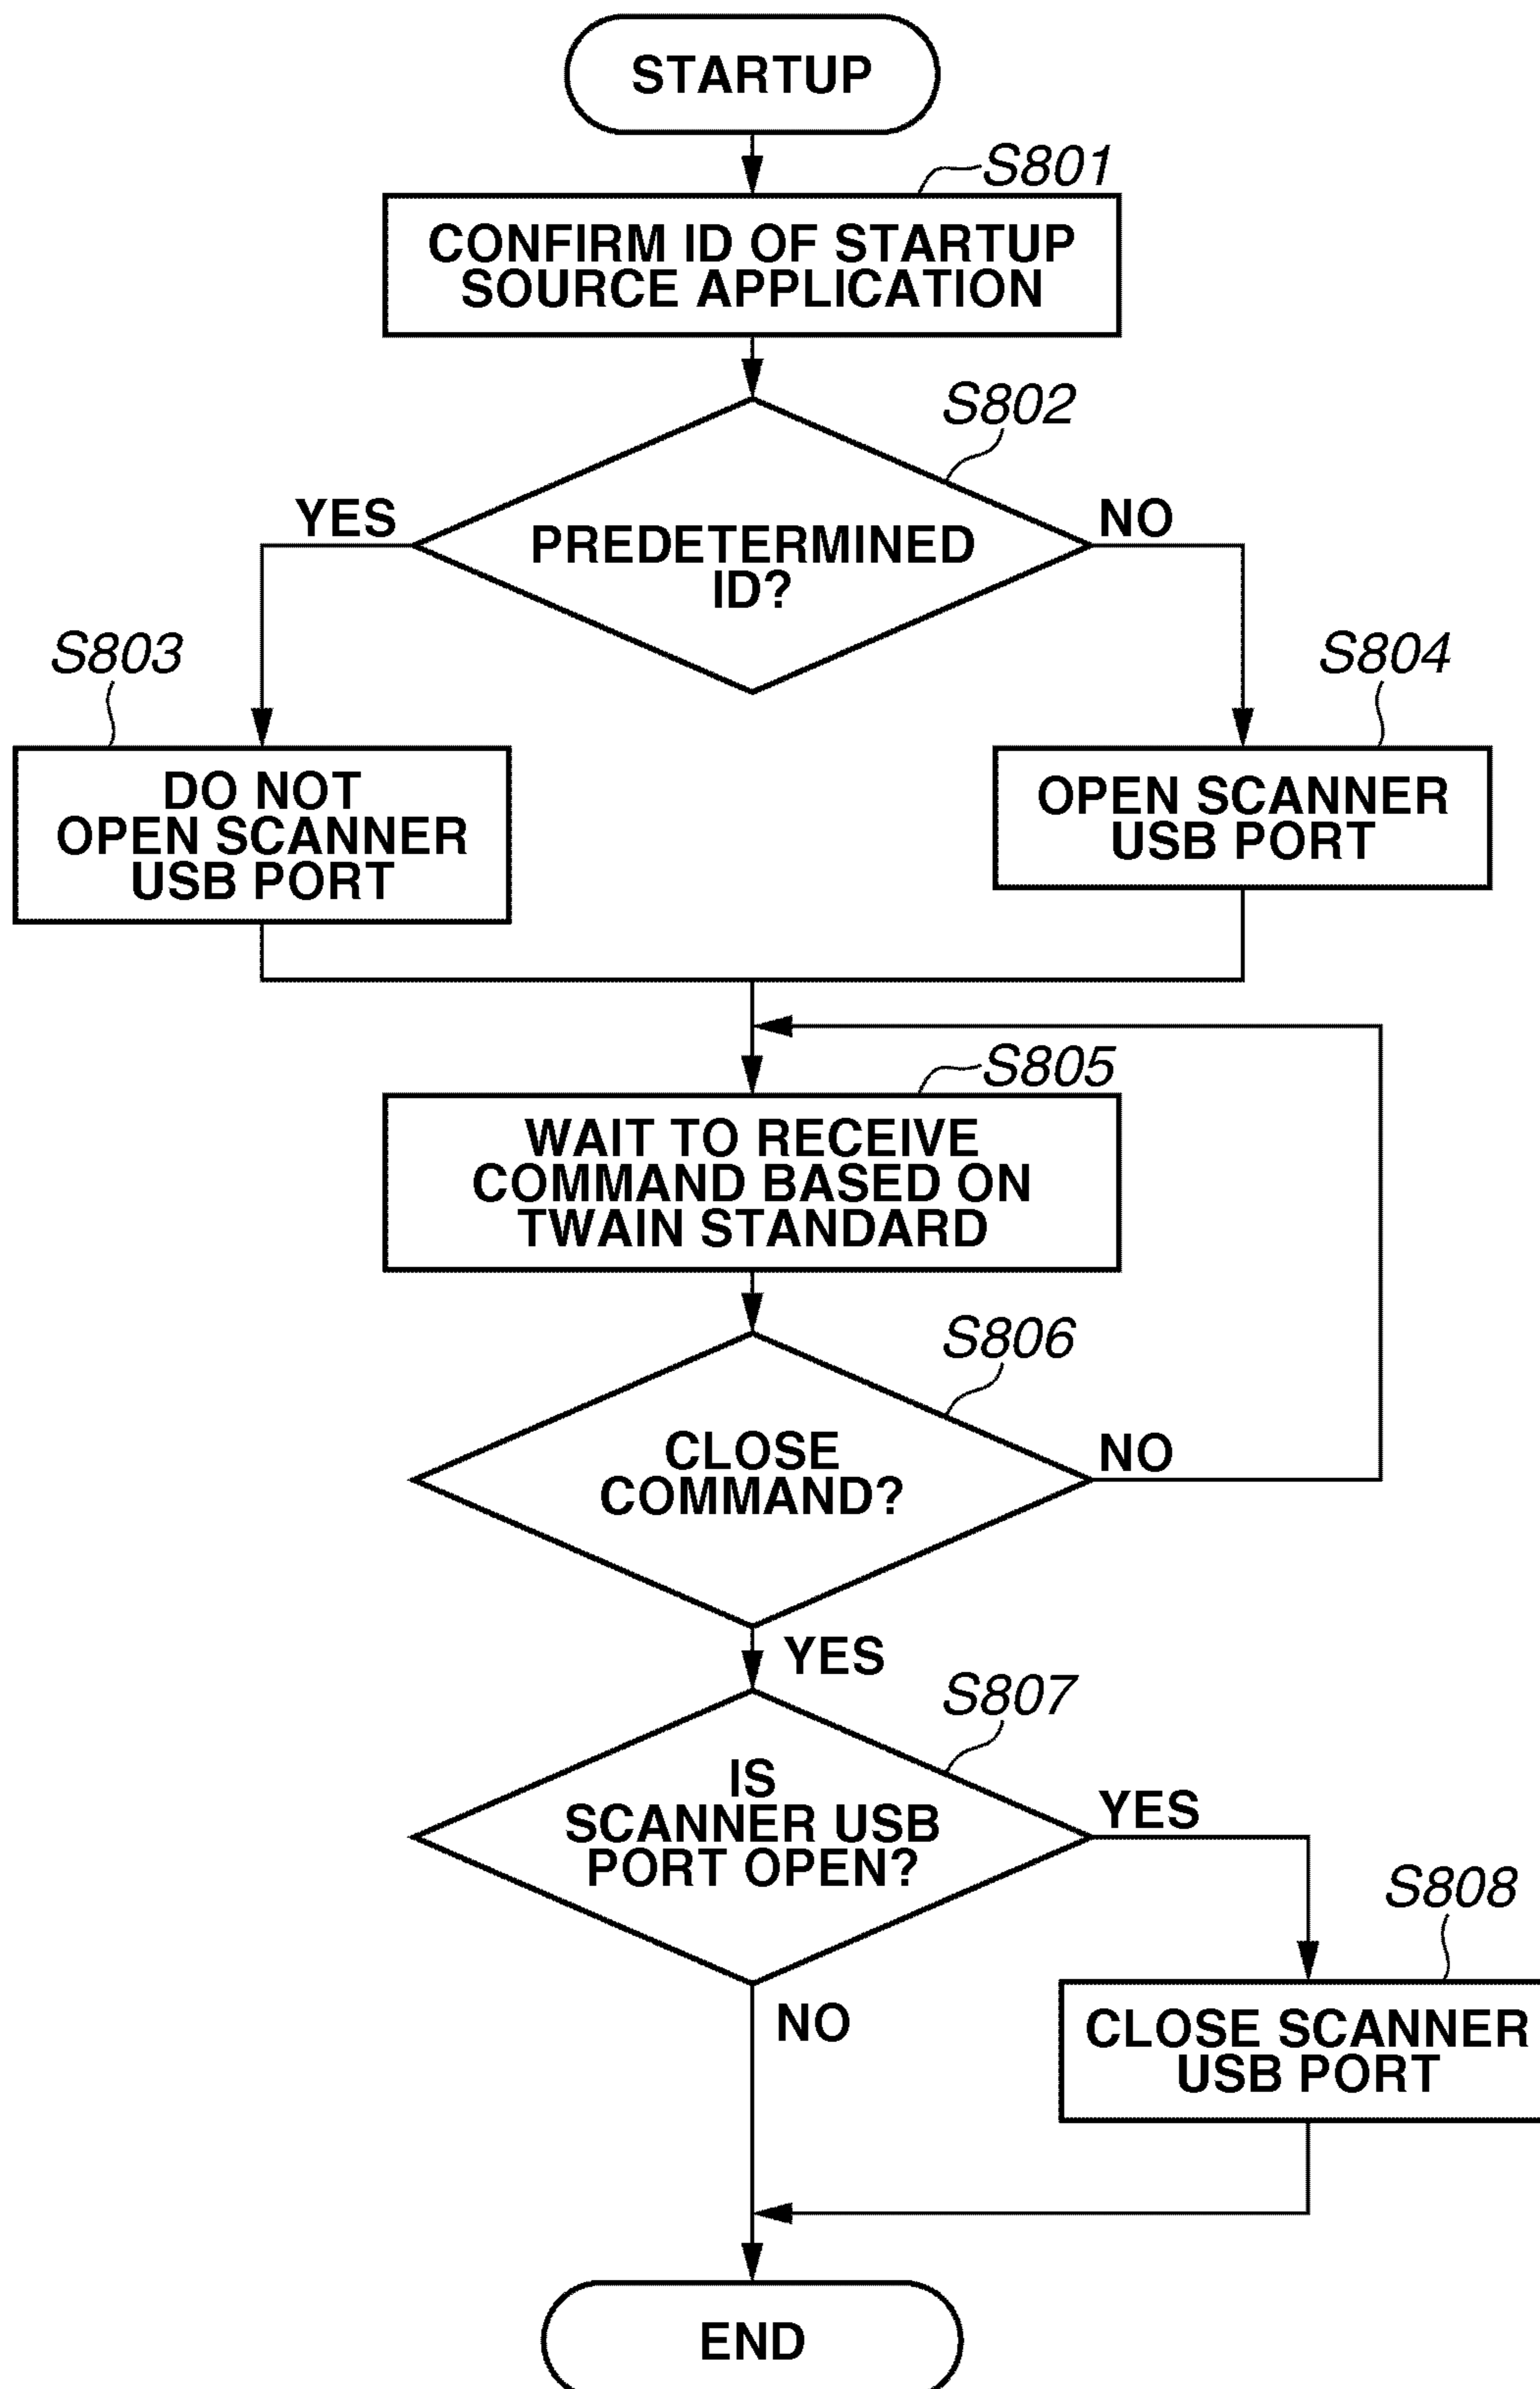 STARTUP
S801
CONFIRM ID OF STARTUP
SOURCE APPLICATION
S802
YES
NO
PREDETERMINED
ID?
S803
S804
DO NOT
OPEN SCANNER
USB PORT
OPEN SCANNER
USB PORT
S805
WAIT TO RECEIVE
COMMAND BASED ON
TWAIN STANDARD
S806
CLOSE
COMMAND?
NO
YES
S807
IS
SCANNER USB
PORT OPEN?
YES
S808
NO
CLOSE SCANNER
USB PORT
END